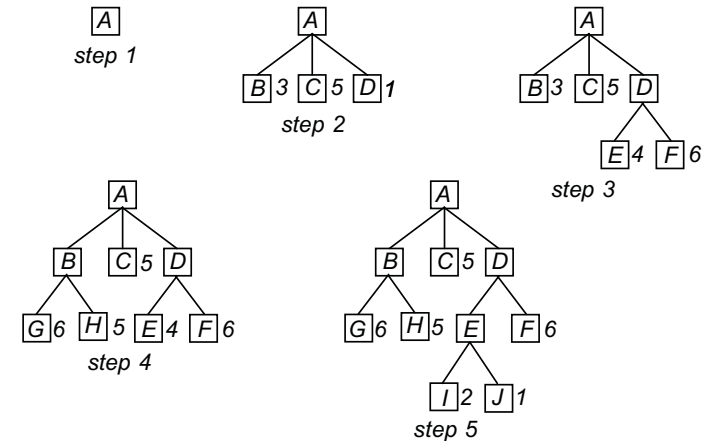 A
step 1
A
B 3 C 5 D 1
step 2
A
B 3 C 5 D
E 4 F 6
step 3
A
B C 5 D
G 6 H 5 E 4 F 6
step 4
A
B C 5 D
G 6 H 5 E F 6
I 2 J 1
step 5